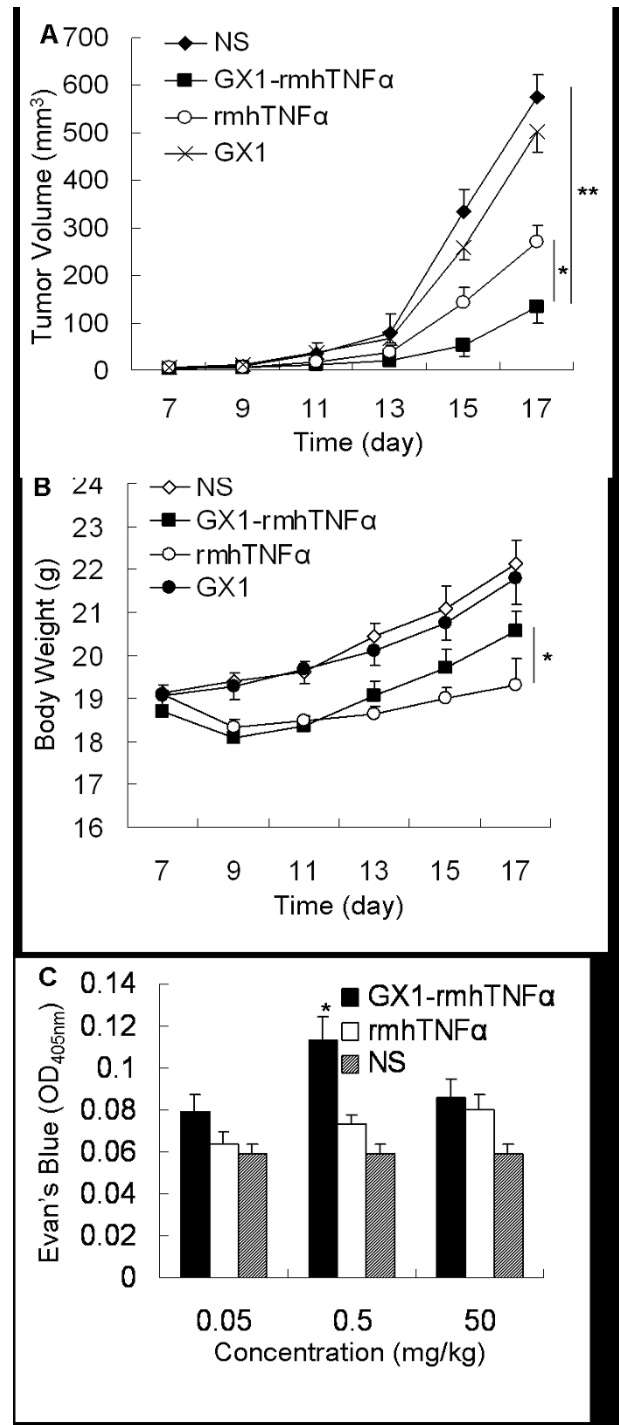 A
700
600
500
400
300
200
100
0
Tumor Volume (mm³)
NS
GX1-rmhTNFα
rmhTNFα
GX1
**
*
7 9 11 13 15 17
Time (day)
B
24
23
22
21
20
19
18
17
16
Body Weight (g)
NS
GX1-rmhTNFα
rmhTNFα
GX1
*
7 9 11 13 15 17
Time (day)
C
0.14
0.12
0.1
0.08
0.06
0.04
0.02
0
Evan's Blue (OD₄₀₅nm)
*
GX1-rmhTNFα
rmhTNFα
NS
0.05 0.5 50
Concentration (mg/kg)